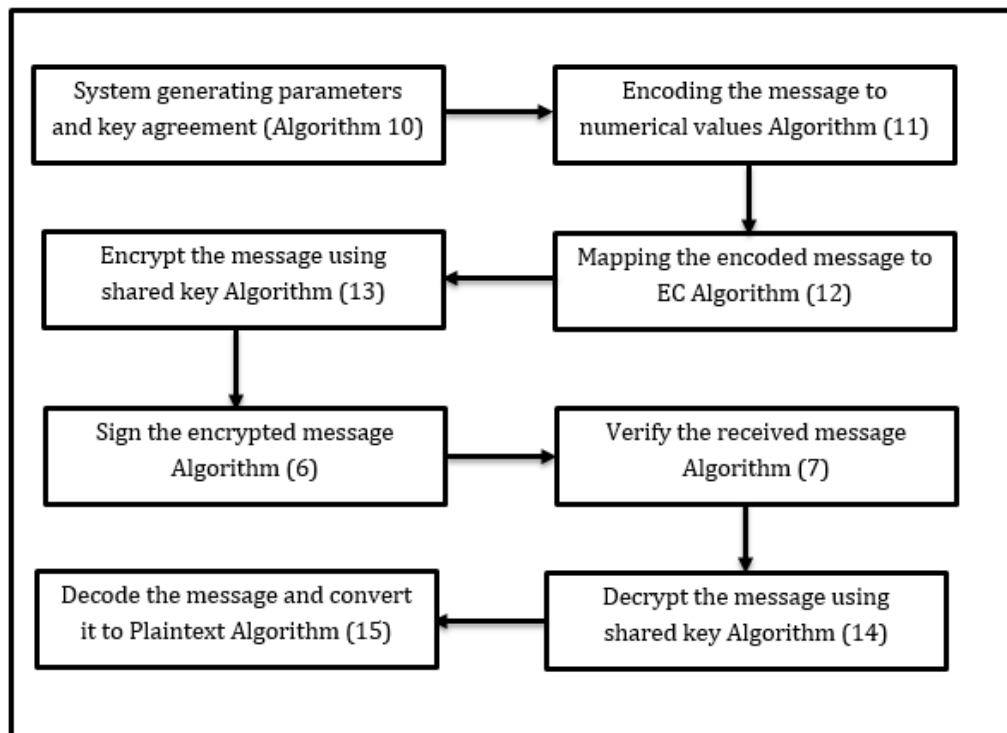 System generating parameters
and key agreement (Algorithm 10)
Encoding the message to
numerical values Algorithm (11)
Encrypt the message using
shared key Algorithm (13)
Mapping the encoded message to
EC Algorithm (12)
Sign the encrypted message
Algorithm (6)
Verify the received message
Algorithm (7)
Decode the message and convert
it to Plaintext Algorithm (15)
Decrypt the message using
shared key Algorithm (14)